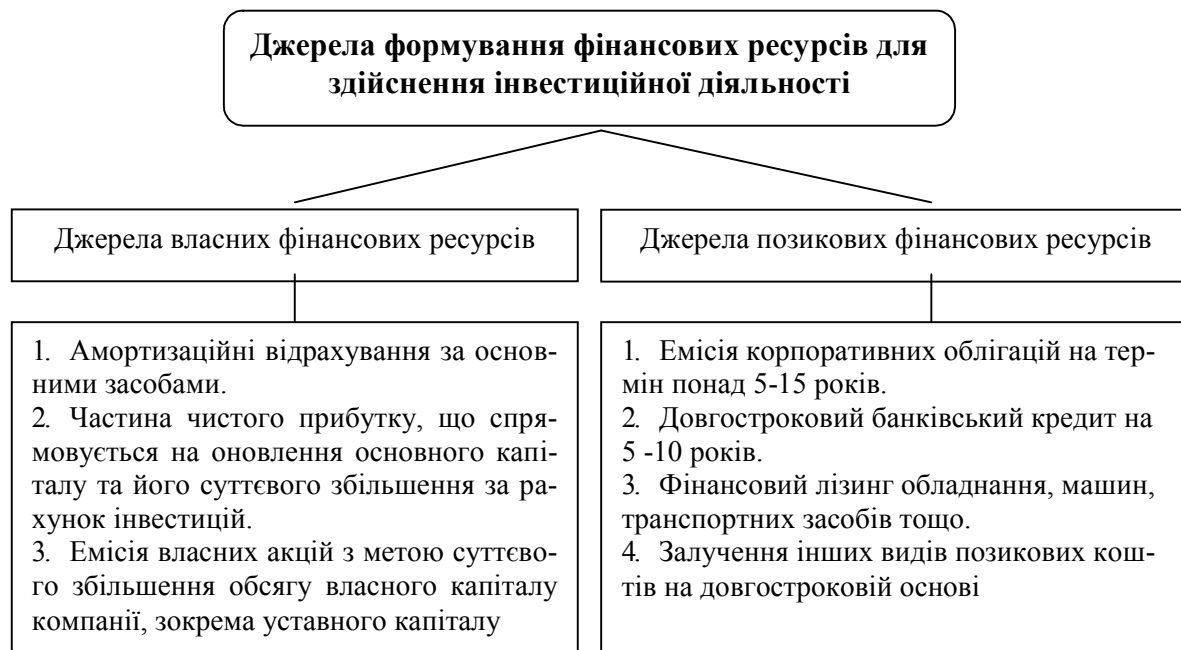 Джерела формування фінансових ресурсів для
здійснення інвестиційної діяльності
Джерела власних фінансових ресурсів
Джерела позикових фінансових ресурсів
1. Амортизаційні відрахування за основ-
ними засобами.
2. Частина чистого прибутку, що спря-
мовується на оновлення основного капі-
талу та його суттєвого збільшення за ра-
хунок інвестицій.
3. Емісія власних акцій з метою суттєво-
го збільшення обсягу власного капіталу
компанії, зокрема уставного капіталу
1. Емісія корпоративних облігацій на тер-
мін понад 5-15 років.
2. Довгостроковий банківський кредит на
5 -10 років.
3. Фінансовий лізинг обладнання, машин,
транспортних засобів тощо.
4. Залучення інших видів позикових кош-
тів на довгостроковій основі